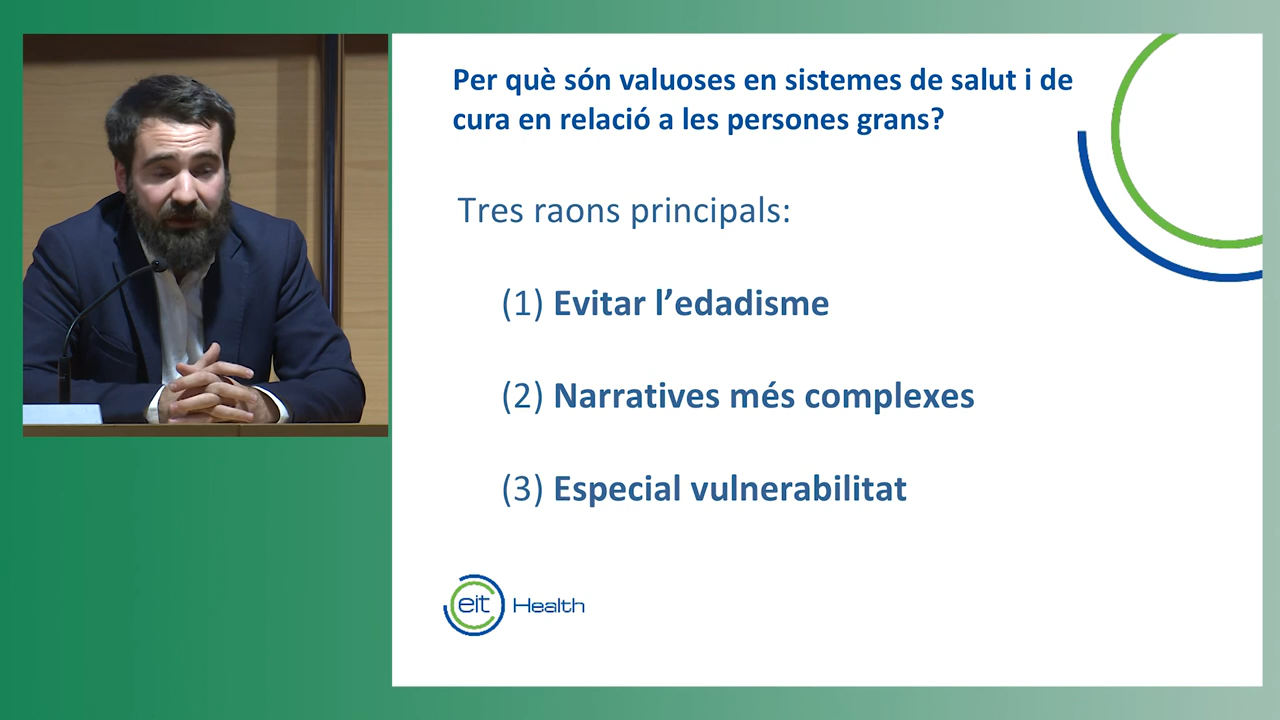 Per què són valuoses en sistemes de salut i de
cura en relació a les persones grans?
Tres raons principals:
(1) Evitar l’edadisme
(2) Narratives més complexes
(3) Especial vulnerabilitat
eit Health